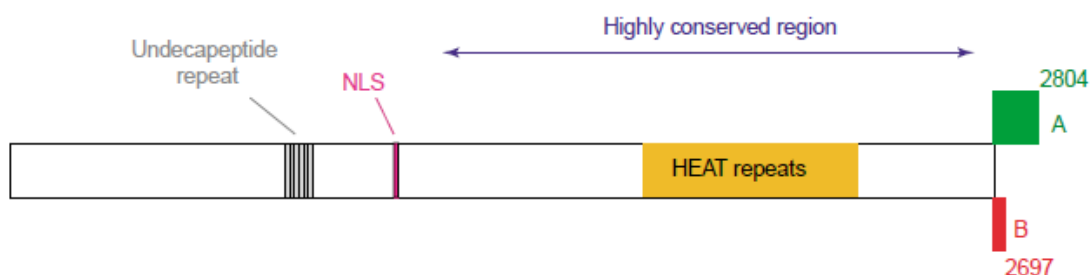 Highly conserved region
Undecapeptide
repeat
NLS
2804
A
HEAT repeats
B
2697